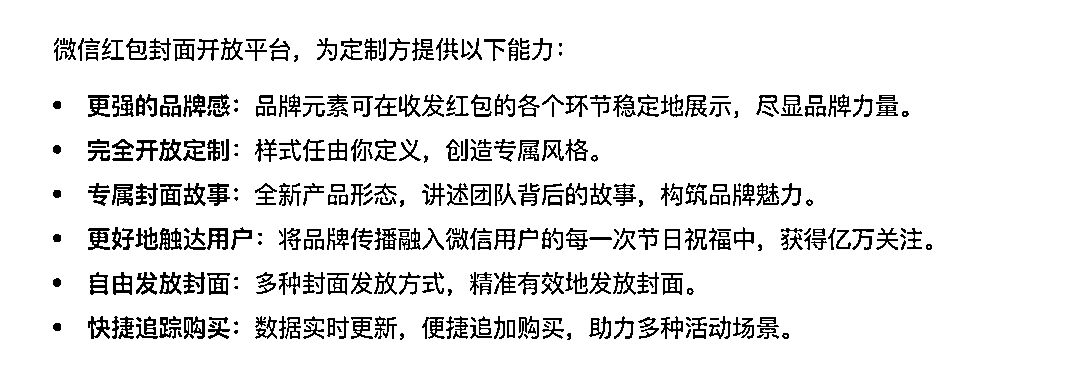 微信红包封面开放平台，为定制方提供以下能力：
• 更强的品牌感：品牌元素可在收发红包的各个环节稳定地展示，尽显品牌力量。
• 完全开放定制：样式任由你定义，创造专属风格。
• 专属封面故事：全新产品形态，讲述团队背后的故事，构筑品牌魅力。
• 更好地触达用户：将品牌传播融入微信用户的每一次节日祝福中，获得亿万关注。
• 自由发放封面：多种封面发放方式，精准有效地发放封面。
• 快捷追踪购买：数据实时更新，便捷追加购买，助力多种活动场景。